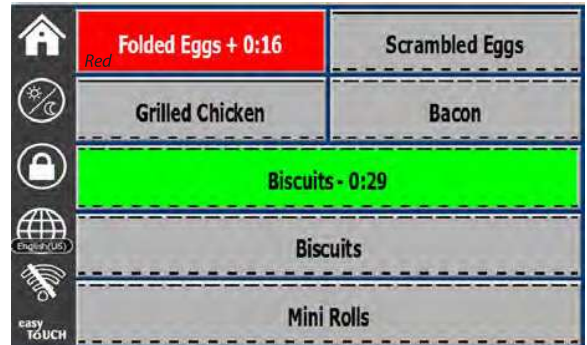 Folded Eggs + 0:16
Red
Scrambled Eggs
Grilled Chicken
Bacon
Biscuits - 0:29
English(US)
Biscuits
easy
TOUCH
Mini Rolls